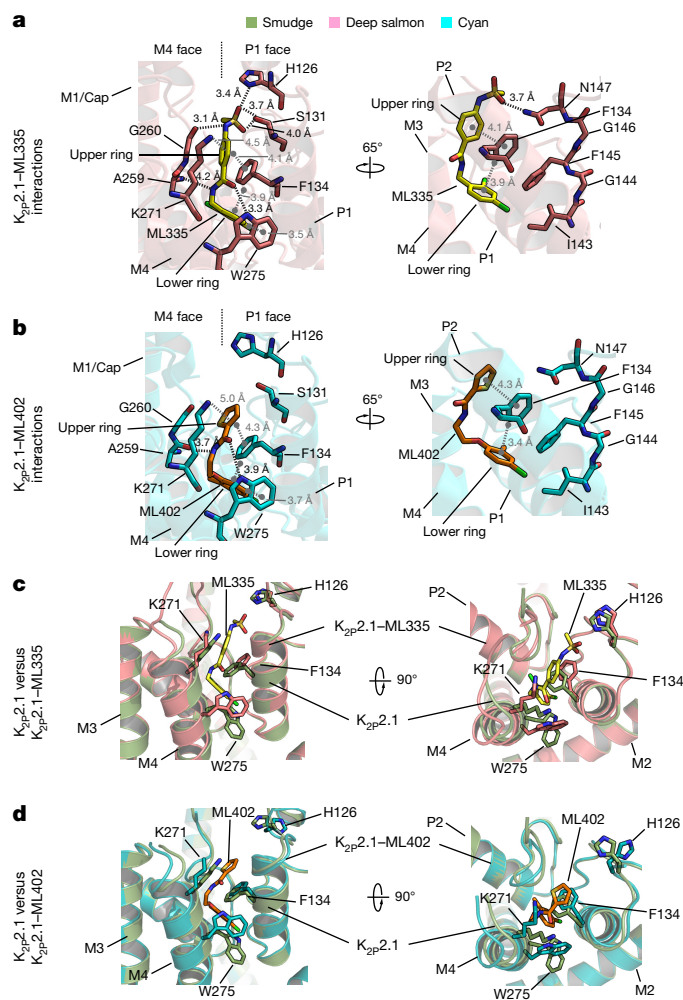 Smudge Deep salmon Cyan
a
K2P2.1–ML335
interactions
M4 face P1 face
H126
M1/Cap
3.4 Å
3.7 Å
S131
3.1 Å
4.0 Å
G260
4.5 Å
Upper ring
4.1 Å
A259
4.2 Å
F134
K271
3.9 Å
3.3 Å
ML335
P1
3.5 Å
M4
W275
Lower ring
65°
P2
N147
3.7 Å
Upper ring
F134
4.1 Å
G146
M3
F145
3.9 Å
G144
ML335
M4
I143
P1
Lower ring
b
K2P2.1–ML402
interactions
M4 face P1 face
H126
M1/Cap
S131
G260
5.0 Å
Upper ring
4.3 Å
A259
3.7 Å
F134
K271
3.9 Å
ML402
3.7 Å
P1
M4
W275
Lower ring
65°
P2
N147
Upper ring
F134
4.3 Å
G146
M3
F145
3.4 Å
ML402
G144
M4
I143
P1
Lower ring
c
K2P2.1 versus
K2P2.1–ML335
ML335
H126
K271
K2P2.1–ML335
F134
M3
K2P2.1
M4
W275
90°
ML335
P2
H126
K271
F134
M4
W275
M2
d
K2P2.1 versus
K2P2.1–ML402
ML402
H126
K271
K2P2.1–ML402
F134
M3
K2P2.1
M4
W275
90°
ML402
P2
H126
K271
F134
M4
W275
M2